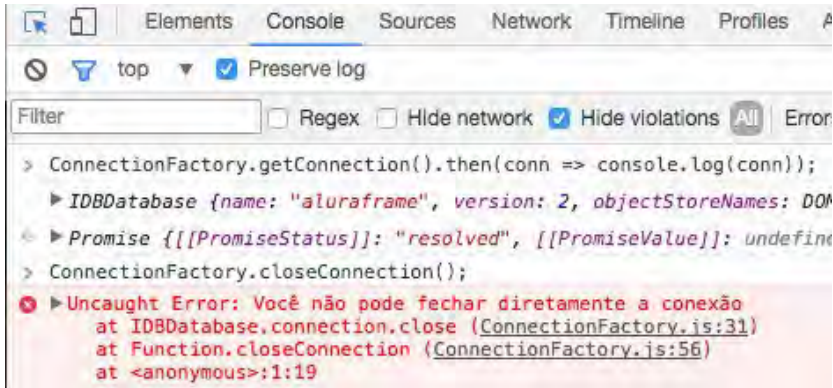 Elements Console Sources Network Timeline Profiles
top Preserve log
Filter Regex Hide network Hide violations All Error
> ConnectionFactory.getConnection().then(conn => console.log(conn));
▶ IDBDatabase {name: "aluraframe", version: 2, objectStoreNames: DOM
▶ Promise {[[PromiseStatus]]: "resolved", [[PromiseValue]]: undefine
> ConnectionFactory.closeConnection();
▶ Uncaught Error: Você não pode fechar diretamente a conexão
at IDBDatabase.connection.close (ConnectionFactory.js:31)
at Function.closeConnection (ConnectionFactory.js:56)
at <anonymous>:1:19